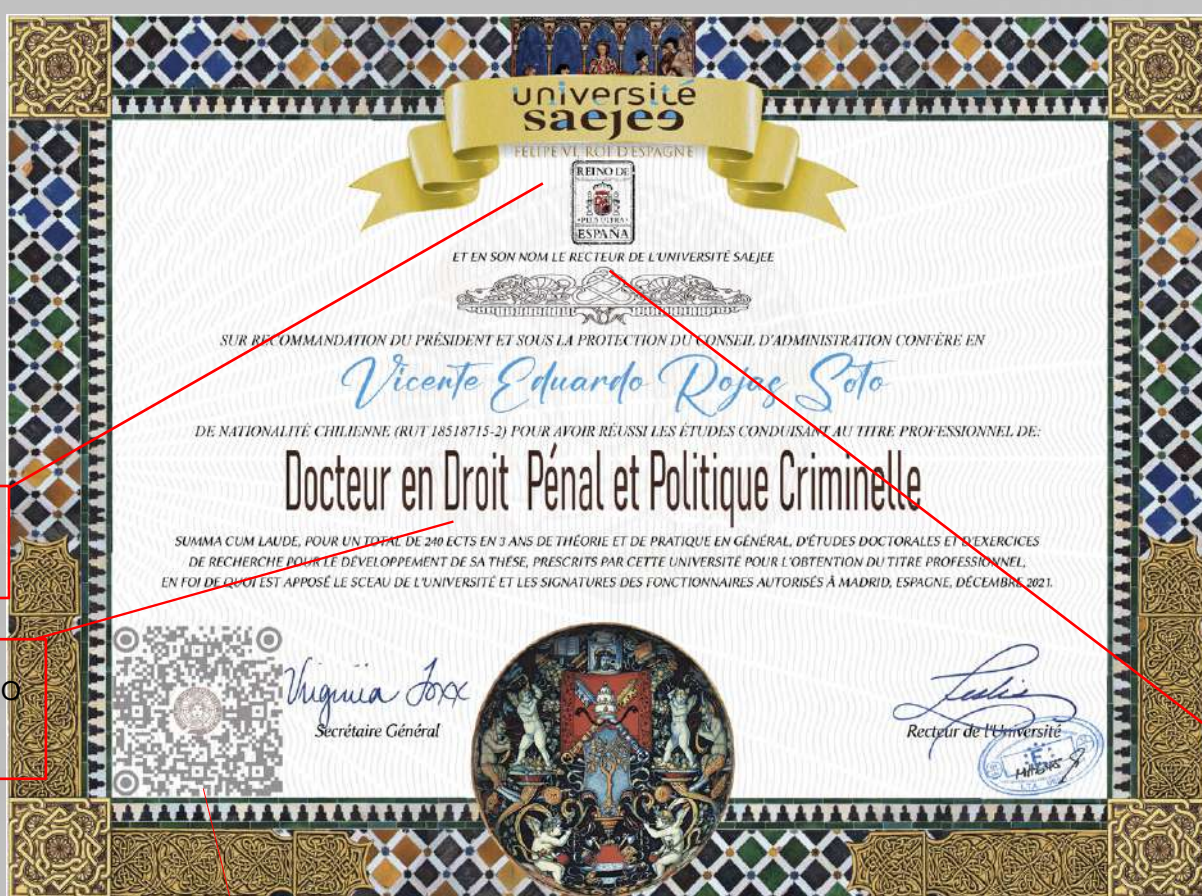 université
saejee
FELIPE VI, ROI D'ESPAGNE
REINO DE
PLUS ULTRA
ESPAÑA
ET EN SON NOM LE RECTEUR DE L'UNIVERSITÉ SAEJEE
SUR RECOMMANDATION DU PRÉSIDENT ET SOUS LA PROTECTION DU CONSEIL D'ADMINISTRATION CONFÈRE EN
Vicente Eduardo Rojas Soto
DE NATIONALITÉ CHILIENNE (RUT 18518715-2) POUR AVOIR RÉUSSI LES ÉTUDES CONDUISANT AU TITRE PROFESSIONNEL DE:
Docteur en Droit Pénal et Politique Criminelle
SUMMA CUM LAUDE, POUR UN TOTAL DE 240 ECTS EN 3 ANS DE THÉORIE ET DE PRATIQUE EN GÉNÉRAL, D'ÉTUDES DOCTORALES ET D'EXERCICES
DE RECHERCHE POUR LE DÉVELOPPEMENT DE SA THÉSE, PRESCRITS PAR CETTE UNIVERSITÉ POUR L'OBTENTION DU TITRE PROFESSIONNEL,
EN FOI DE QUOI EST APPOSÉ LE SCEAU DE L'UNIVERSITÉ ET LES SIGNATURES DES FONCTIONNAIRES AUTORISÉS À MADRID, ESPAGNE, DÉCEMBRE 2021.
O
Virginia Foxx
Secrétaire Général
Recteur de l'Université